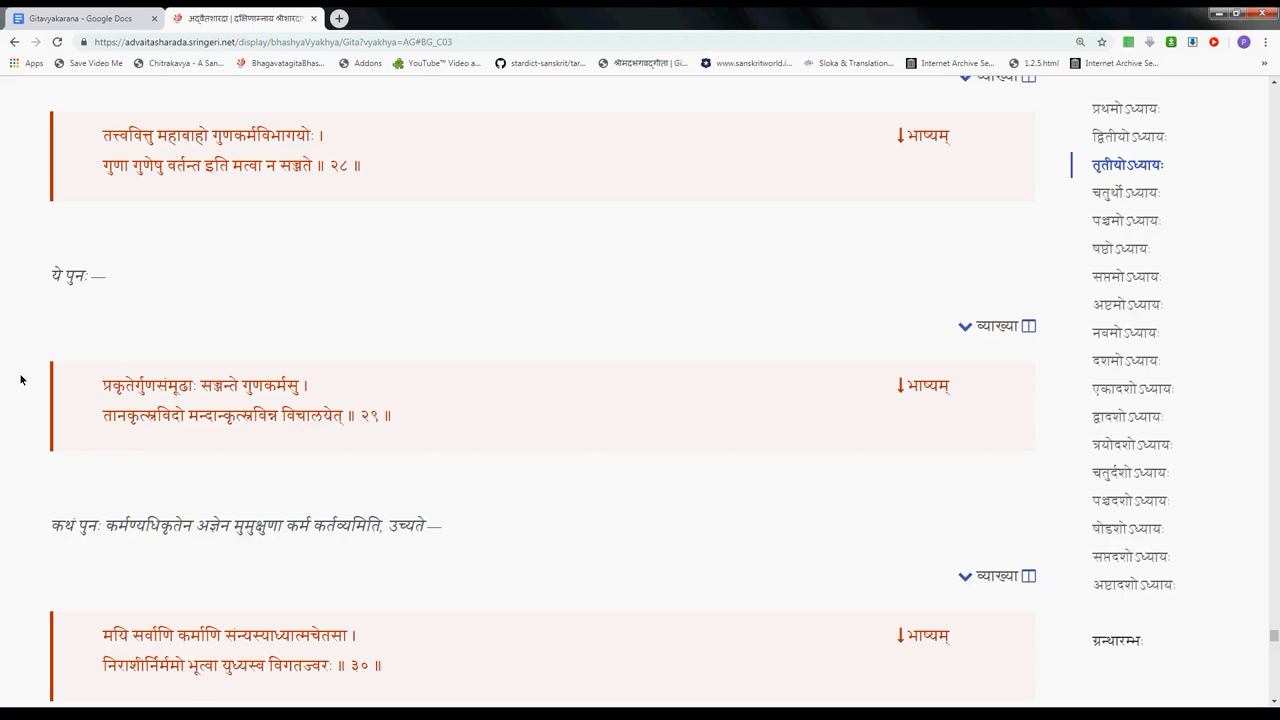 Gitavyakarana - Google Docs
अद्वैतशारदा | दक्षिणाम्नाय श्रीशारद
https://advaitasharada.sringeri.net/display/bhashyaVyakhya/Gita?vyakhya=AG#BG_C03
Apps Save Video Me Chitrakavya - A San... BhagavatagitaBhas... Addons YouTube™ Video a... stardict-sanskrit/tar... श्रीमदभगवद्गीता | Gi... www.sanskritworld.i... Sloka & Translation... Internet Archive Se... 1.2.5.html Internet Archive Se...
व्याख्या
तत्त्ववित्तु महाबाहो गुणकर्मविभागयोः ।
भाष्यम्
गुणा गुणेषु वर्तन्त इति मत्वा न सज्जते ॥ २८ ॥
ये पुनः —
व्याख्या
प्रकृतेर्गुणसंमूढाः सज्जन्ते गुणकर्मसु ।
भाष्यम्
तानकृत्स्नविदो मन्दान्कृत्स्नविन्न विचालयेत् ॥ २९ ॥
कथं पुनः कर्मण्यधिकृतेन अज्ञेन मुमुक्षुणा कर्म कर्तव्यमिति, उच्यते —
व्याख्या
मयि सर्वाणि कर्माणि संन्यस्याध्यात्मचेतसा ।
भाष्यम्
निराशीर्निर्ममो भूत्वा युध्यस्व विगतज्वरः ॥ ३० ॥
प्रथमोऽध्यायः
द्वितीयोऽध्यायः
तृतीयोऽध्यायः
चतुर्थोऽध्यायः
पञ्चमोऽध्यायः
षष्ठोऽध्यायः
सप्तमोऽध्यायः
अष्टमोऽध्यायः
नवमोऽध्यायः
दशमोऽध्यायः
एकादशोऽध्यायः
द्वादशोऽध्यायः
त्रयोदशोऽध्यायः
चतुर्दशोऽध्यायः
पञ्चदशोऽध्यायः
षोडशोऽध्यायः
सप्तदशोऽध्यायः
अष्टादशोऽध्यायः
ग्रन्थारम्भः